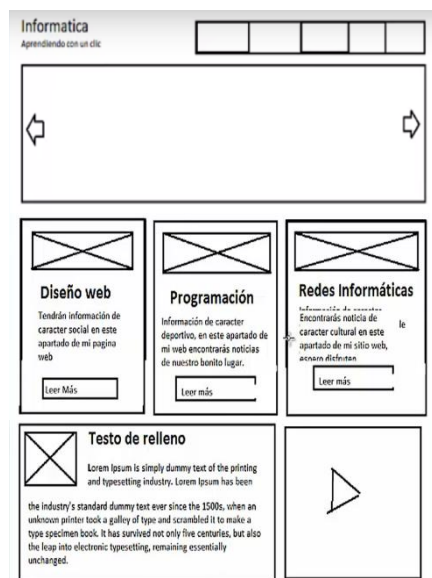 Informatica
Aprendiendo con un clic
Diseño web
Tendrán información de
caracter social en este
apartado de mi pagina
web
Leer Más
Programación
Información de caracter
deportivo, en este apartado de
mi web encontrarás noticias
de nuestro bonito lugar.
Leer más
Redes Informáticas
Información de caracter
le
Encontrarás noticia de
caracter cultural en este
apartado de mi sitio web,
espero disfruten
Leer más
Testo de relleno
Lorem Ipsum is simply dummy text of the printing
and typesetting industry. Lorem Ipsum has been
the industry's standard dummy text ever since the 1500s, when an
unknown printer took a galley of type and scrambled it to make a
type specimen book. It has survived not only five centuries, but also
the leap into electronic typesetting, remaining essentially
unchanged.